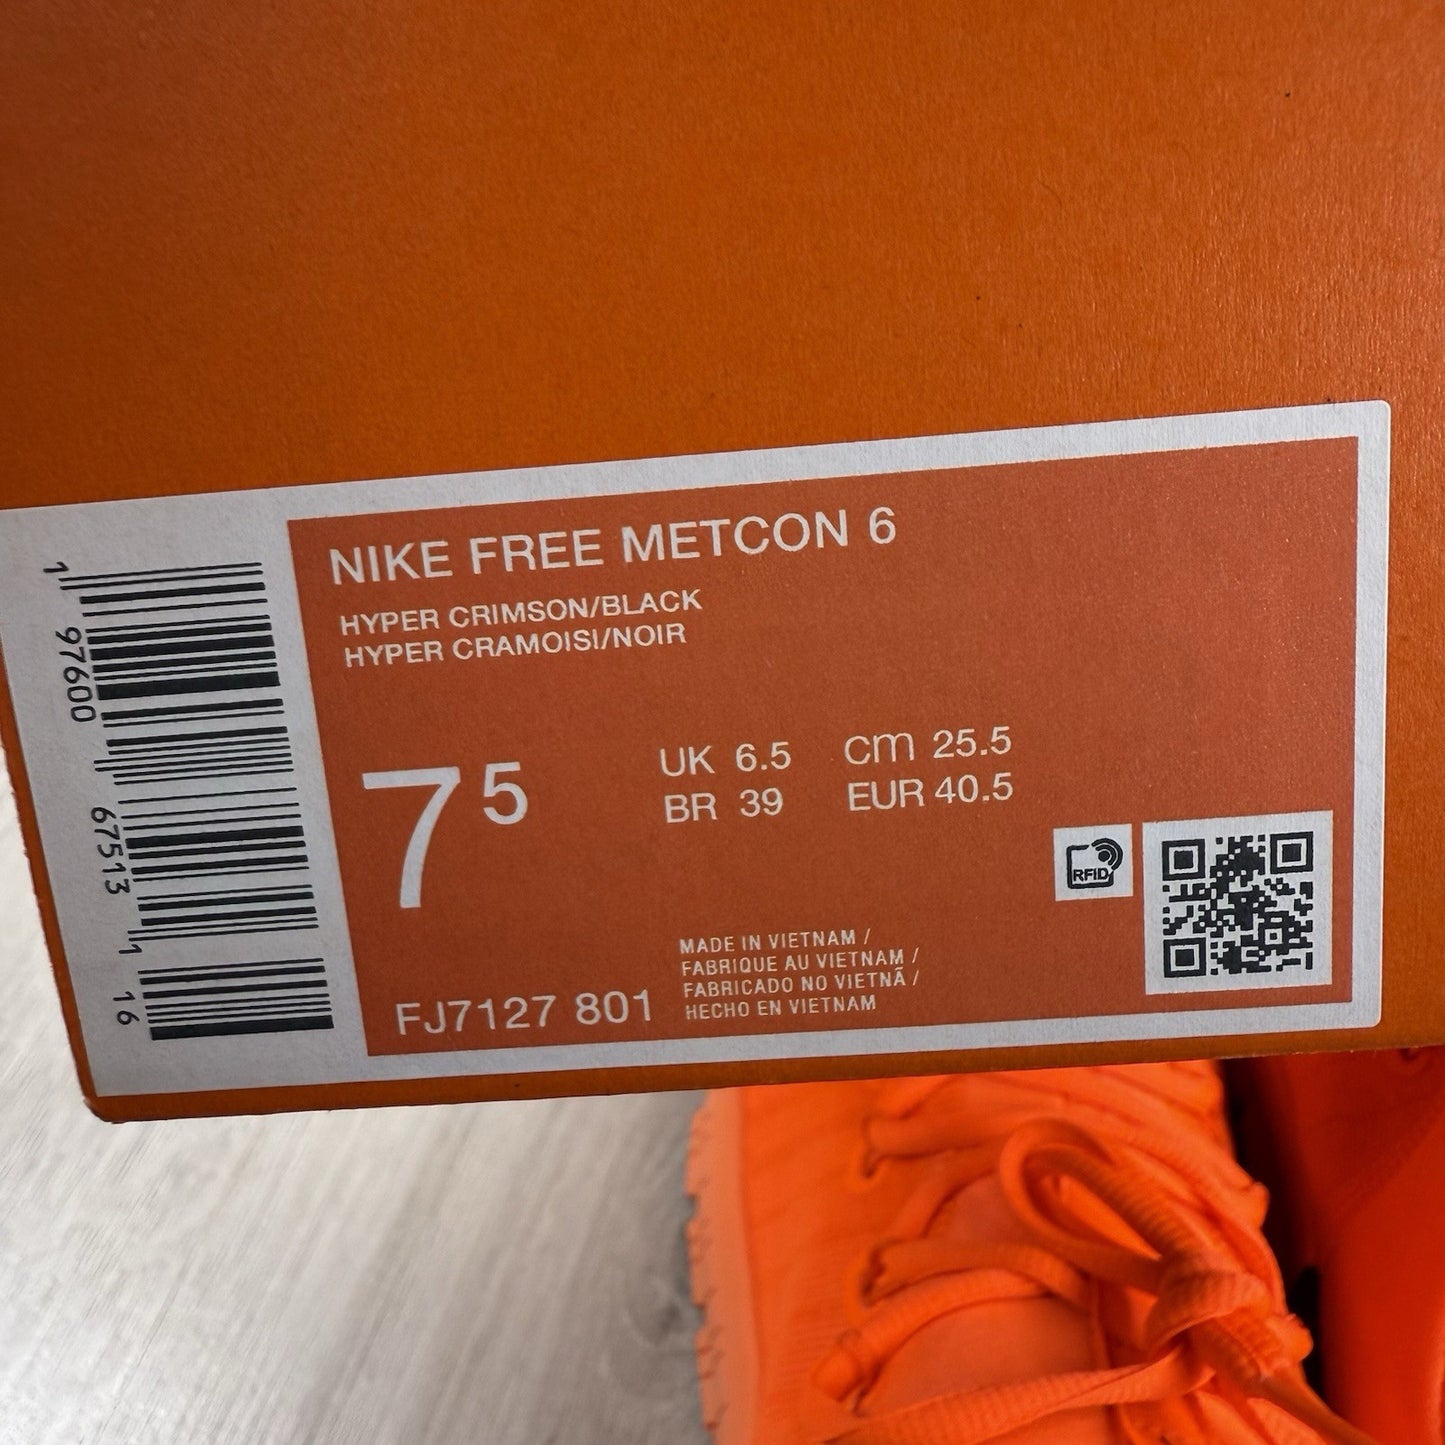 NIKE FREE METCON 6
HYPER CRIMSON/BLACK
HYPER CRAMOISI/NOIR
7 5
UK 6.5 cm 25.5
BR 39 EUR 40.5
RFID
MADE IN VIETNAM /
FABRIQUE AU VIETNAM /
FABRICADO NO VIETNÃ /
HECHO EN VIETNAM
FJ7127 801
1 97600 67513 1 16